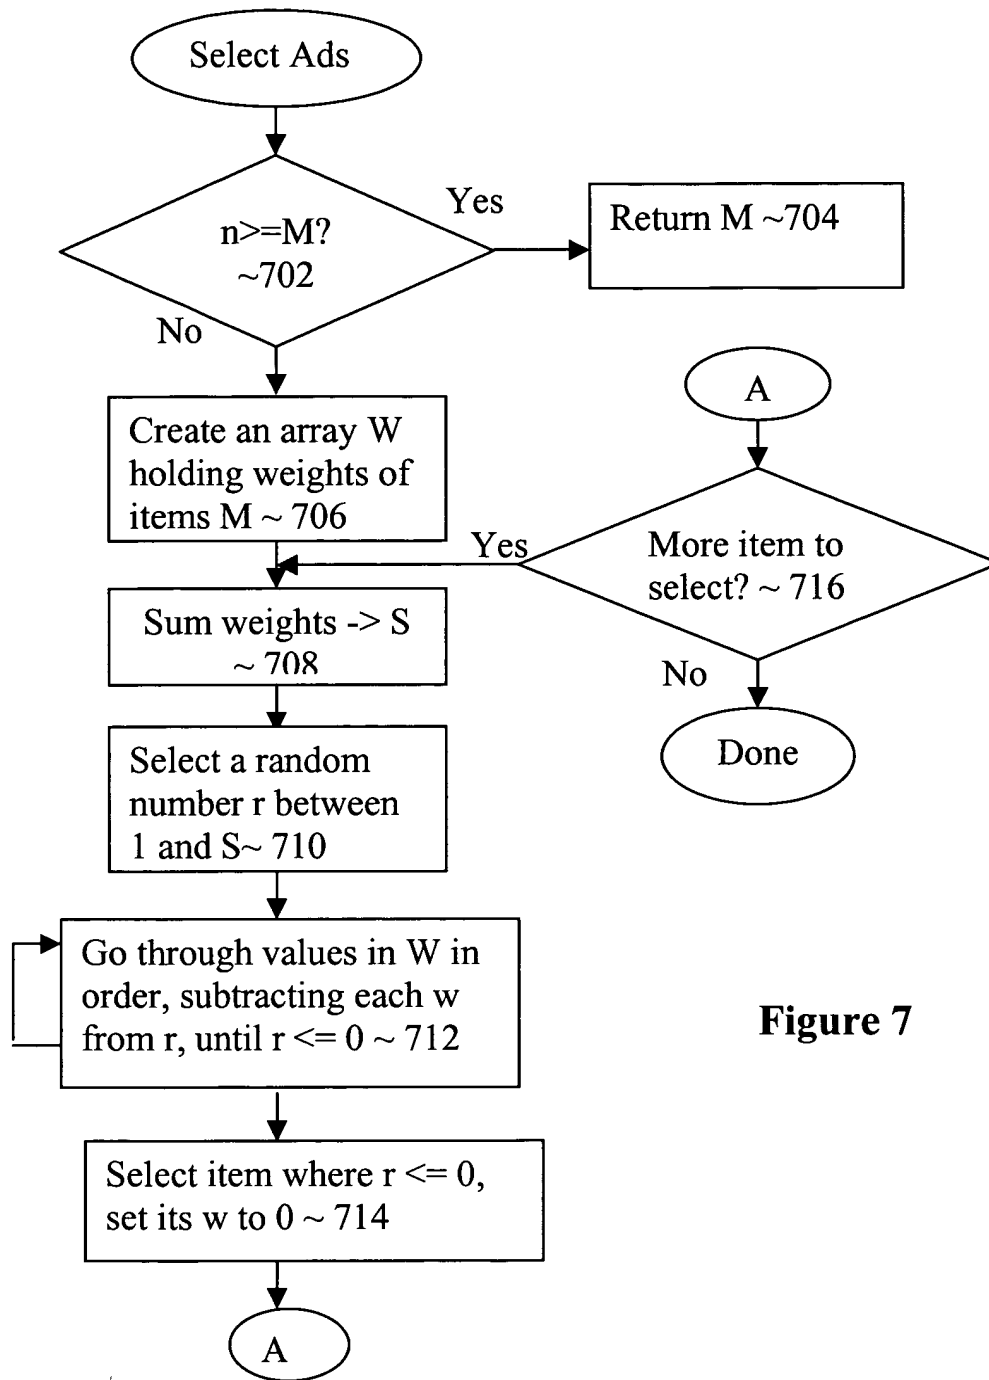 Select Ads
n>=M?
~702
Yes
No
Return M ~704
Create an array W
holding weights of
items M ~ 706
Sum weights -> S
~ 708
Select a random
number r between
1 and S~ 710
Go through values in W in
order, subtracting each w
from r, until r <= 0 ~ 712
Select item where r <= 0,
set its w to 0 ~ 714
A
A
More item to
select? ~ 716
Yes
No
Done
Figure 7